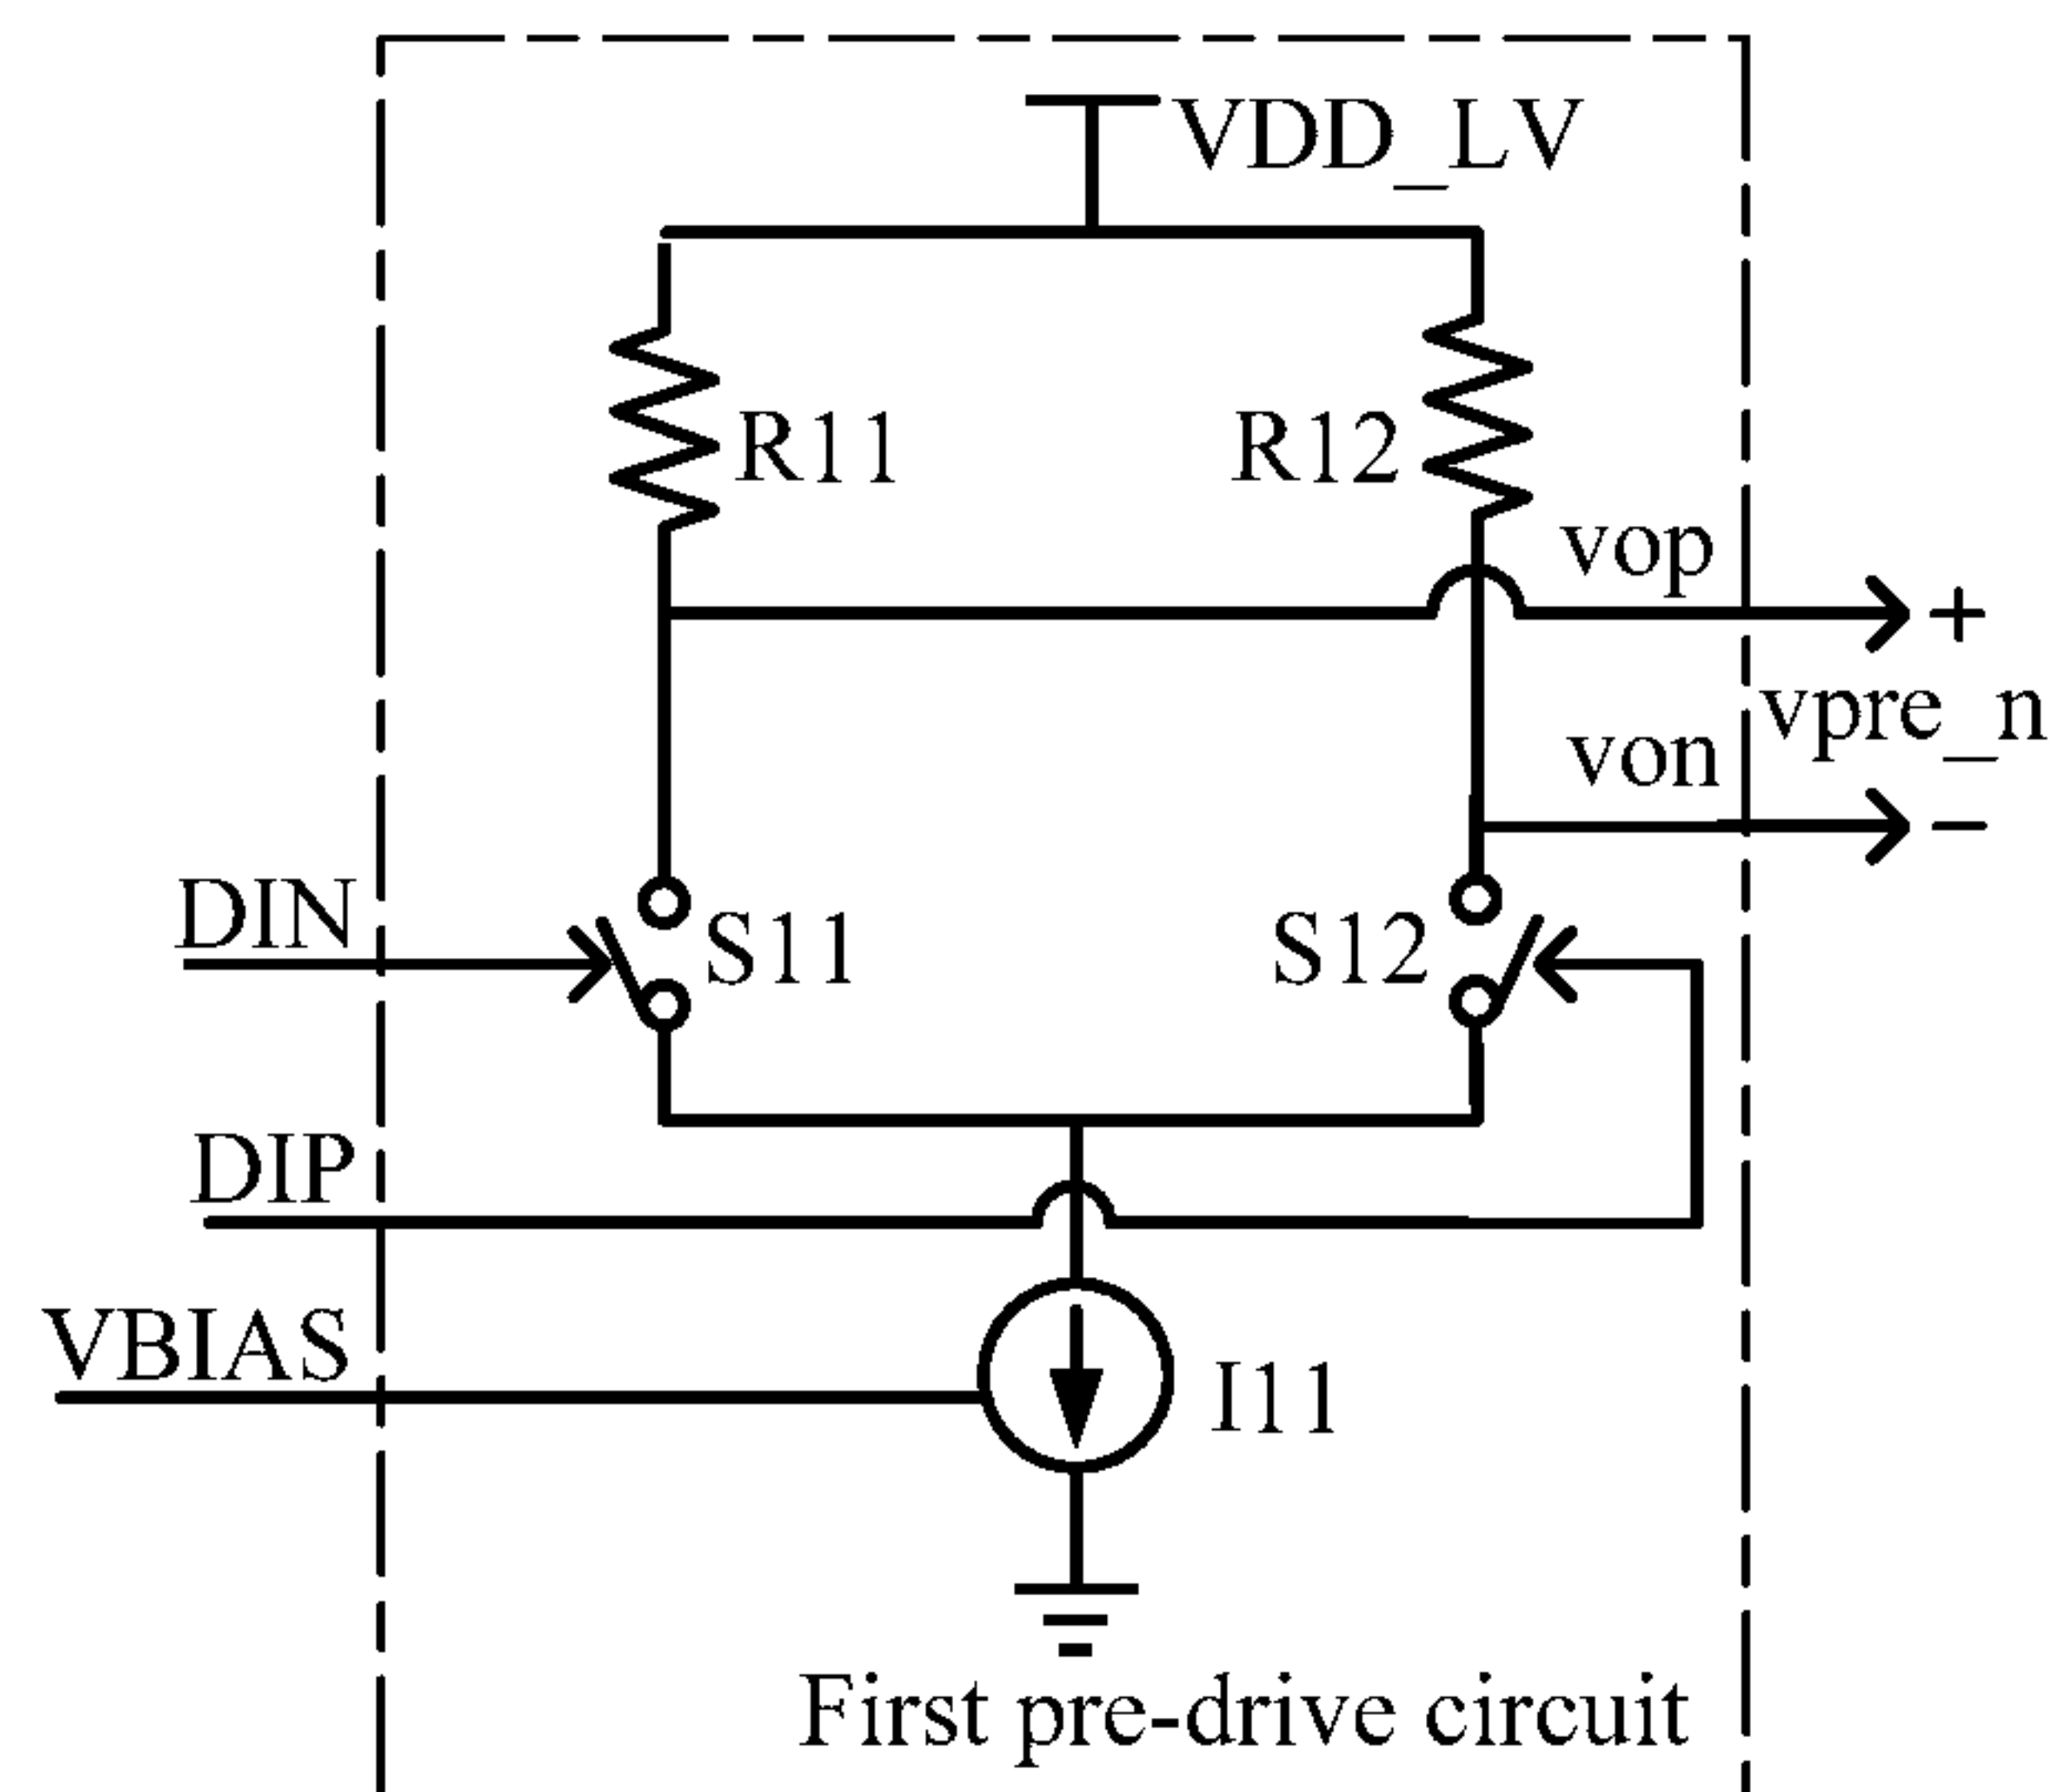 VDD_LV
R11
R12
vop
+
vpre_n
von
−
DIN
S11
S12
DIP
VBIAS
I11
First pre-drive circuit